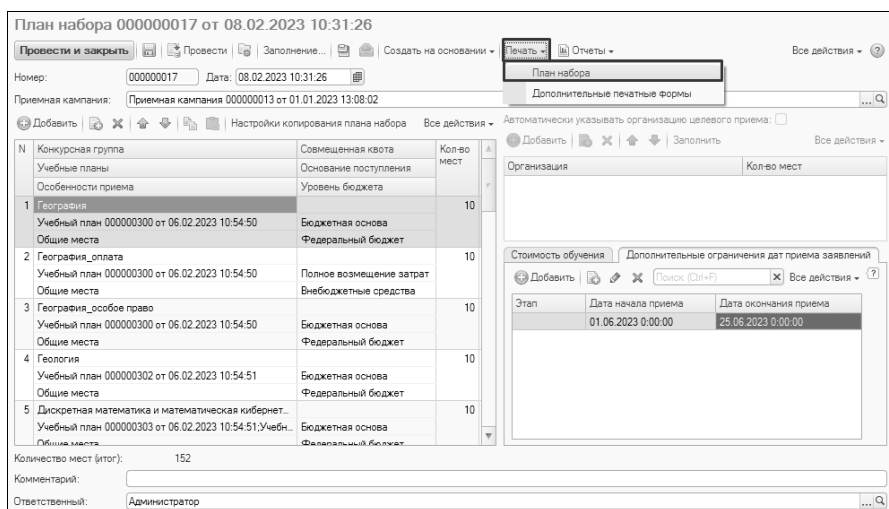 План набора 000000017 от 08.02.2023 10:31:26
Провести и закрыть Провести Заполнение... Создать на основании Печать Отчеты Все действия ?
План набора
Дополнительные печатные формы
Номер: 000000017 Дата: 08.02.2023 10:31:26
Приемная кампания: Приемная кампания 000000013 от 01.01.2023 13:08:02 ...
Добавить Настройки копирования плана набора Все действия
N Конкурсная группа Совмещенная квота Кол-во мест
Учебные планы Основание поступления
Особенности приема Уровень бюджета
1 География 10
Учебный план 000000300 от 06.02.2023 10:54:50 Бюджетная основа
Общие места Федеральный бюджет
2 География_оплата 10
Учебный план 000000300 от 06.02.2023 10:54:50 Полное возмещение затрат
Общие места Внебюджетные средства
3 География_особое право 10
Учебный план 000000300 от 06.02.2023 10:54:50 Бюджетная основа
Общие места Федеральный бюджет
4 Геология 10
Учебный план 000000302 от 06.02.2023 10:54:51 Бюджетная основа
Общие места Федеральный бюджет
5 Дискретная математика и математическая кибернет... 10
Учебный план 000000303 от 06.02.2023 10:54:51;Учебн... Бюджетная основа
Общие места Федеральный бюджет
Автоматически указывать организацию целевого приема:
Добавить Заполнить Все действия
Организация Кол-во мест
Стоимость обучения Дополнительные ограничения дат приема заявлений
Добавить Поиск (Ctrl+F) Все действия ?
Этап Дата начала приема Дата окончания приема
01.06.2023 0:00:00 25.06.2023 0:00:00
Количество мест (итог): 152
Комментарий:
Ответственный: Администратор ...